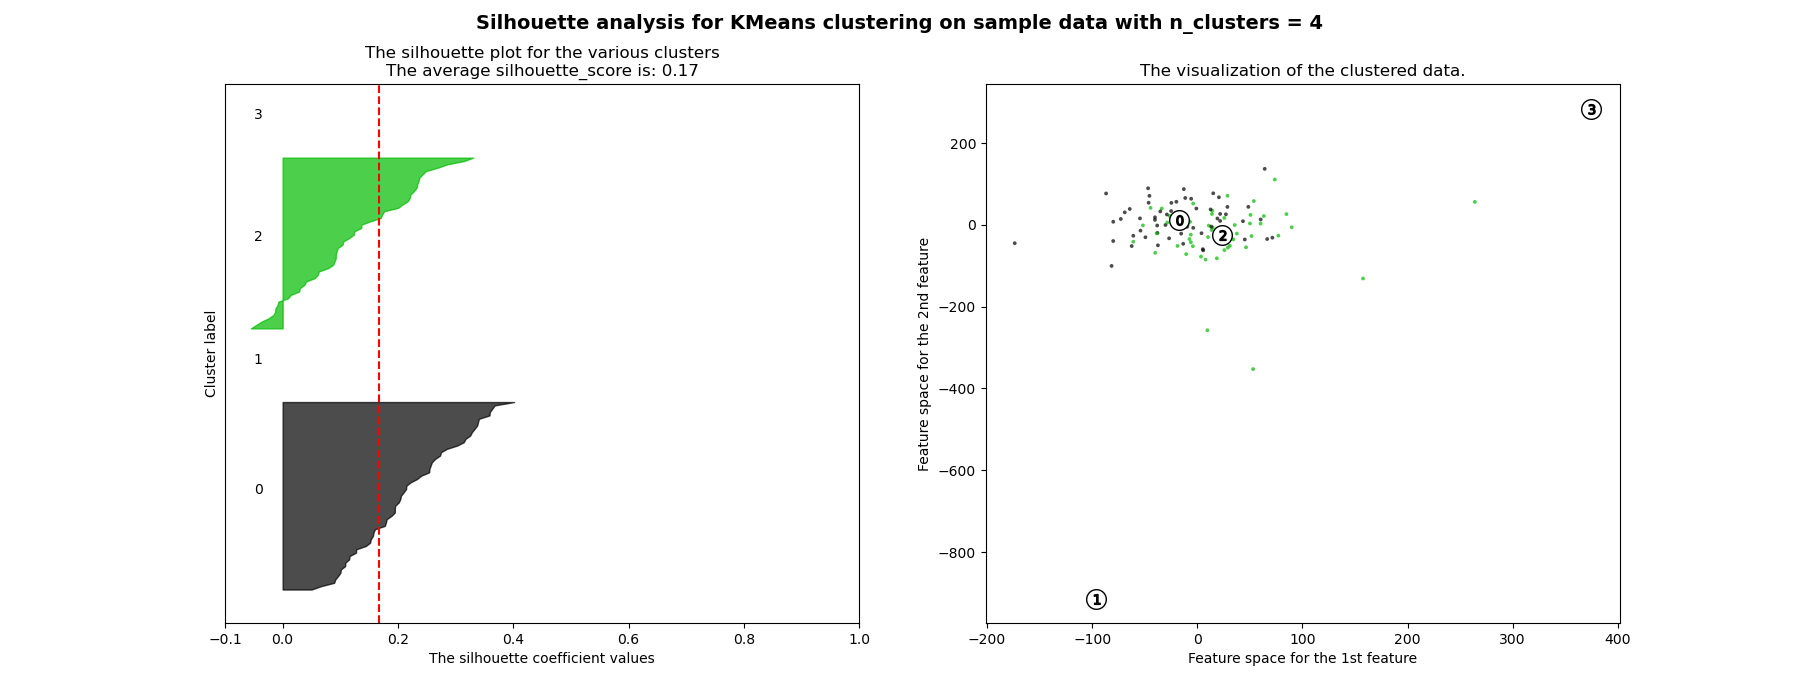 Silhouette analysis for KMeans clustering on sample data with n_clusters = 4
The silhouette plot for the various clusters
The average silhouette_score is: 0.17
3
2
1
0
Cluster label
−0.1 0.0 0.2 0.4 0.6 0.8 1.0
The silhouette coefficient values
The visualization of the clustered data.
3
0
2
1
200
0
−200
−400
−600
−800
Feature space for the 2nd feature
−200 −100 0 100 200 300 400
Feature space for the 1st feature